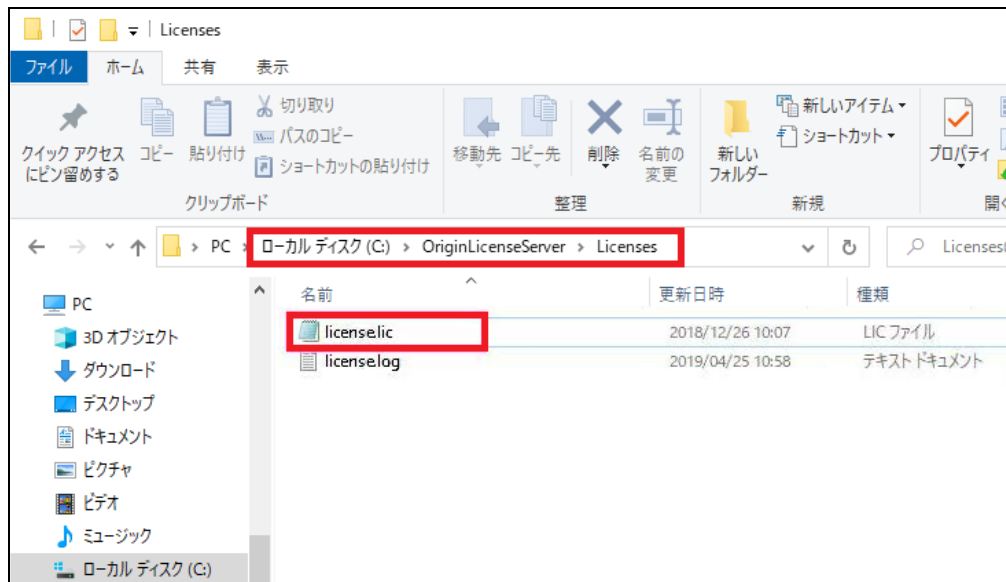 Licenses
ファイル ホーム 共有 表示
クイック アクセス
にピン留めする
コピー
貼り付け
切り取り
パスのコピー
ショートカットの貼り付け
クリップボード
移動先
コピー先
削除
名前の
変更
整理
新しい
フォルダー
新しいアイテム
ショートカット
新規
プロパティ
開く
PC › ローカル ディスク (C:) › OriginLicenseServer › Licenses
Licenses
名前 更新日時 種類
license.lic 2018/12/26 10:07 LIC ファイル
license.log 2019/04/25 10:58 テキスト ドキュメント
PC
3D オブジェクト
ダウンロード
デスクトップ
ドキュメント
ピクチャ
ビデオ
ミュージック
ローカル ディスク (C:)